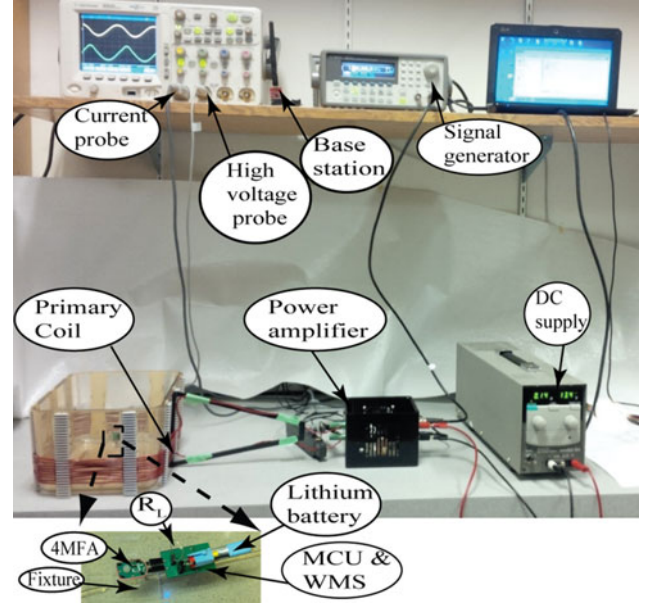 Current
probe
High
voltage
probe
Base
station
Signal
generator
Primary
Coil
Power
amplifier
DC
supply
RL
Lithium
battery
4MFA
Fixture
MCU &
WMS